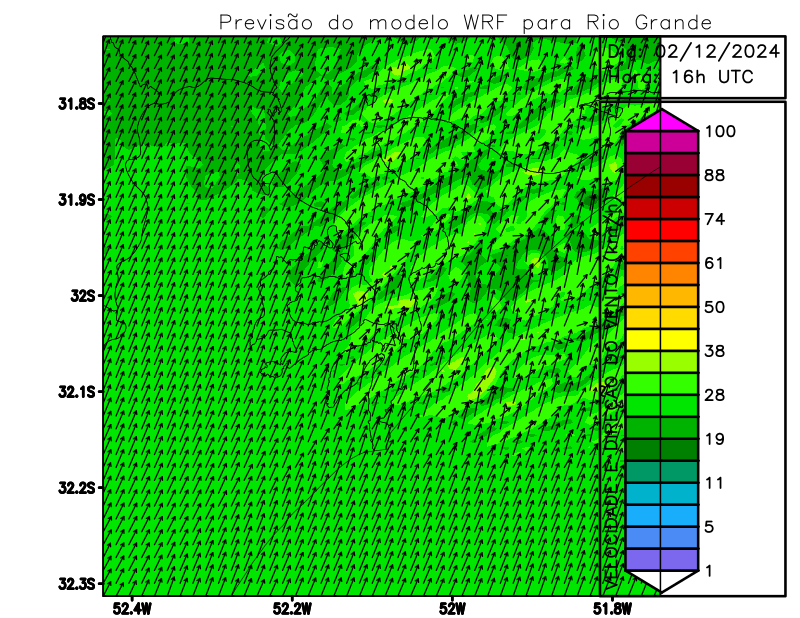 Previsão do modelo WRF para Rio Grande
Dia: 02/12/2024
Hora: 16h UTC
31.8S
31.9S
32S
32.1S
32.2S
32.3S
52.4W
52.2W
52W
51.8W
VELOCIDADE E DIREÇÃO DO VENTO (km/h)
100
88
74
61
50
38
28
19
11
5
1